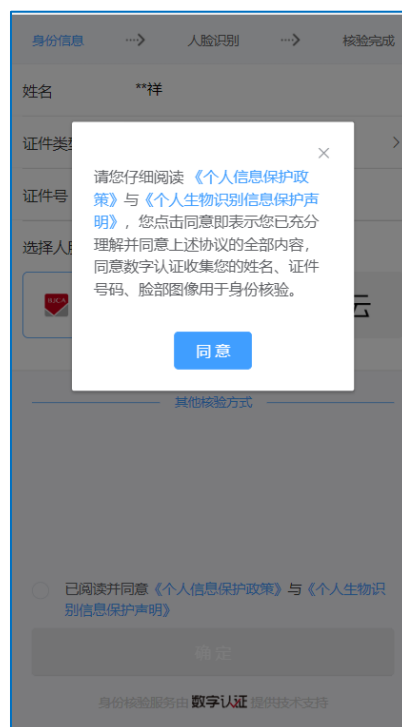 身份信息 ···> 人脸识别 ···> 核验完成
姓名 **祥
证件类型
请您仔细阅读 《个人信息保护政
策》与《个人生物识别信息保护声
明》，您点击同意即表示您已充分
理解并同意上述协议的全部内容，
同意数字认证收集您的姓名、证件
号码、脸部图像用于身份核验。
同意
证件号
选择人
BJCA
云
其他核验方式
已阅读并同意《个人信息保护政策》与《个人生物识
别信息保护声明》
确定
身份核验服务由 数字认证 提供技术支持